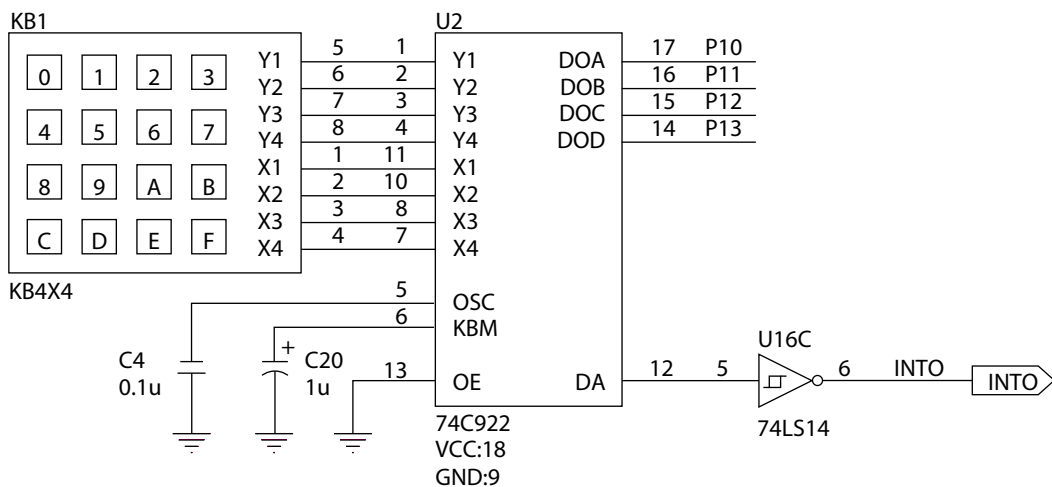 KB1
U2
0 1 2 3
4 5 6 7
8 9 A B
C D E F
Y1 5 1 Y1 DOA 17 P10
Y2 6 2 Y2 DOB 16 P11
Y3 7 3 Y3 DOC 15 P12
Y4 8 4 Y4 DOD 14 P13
X1 1 11 X1
X2 2 10 X2
X3 3 8 X3
X4 4 7 X4
KB4X4
5 OSC
6 KBM
C4
0.1u
+ C20
1u
13 OE
DA 12 5
U16C
6 INTO INTO
74LS14
74C922
VCC:18
GND:9